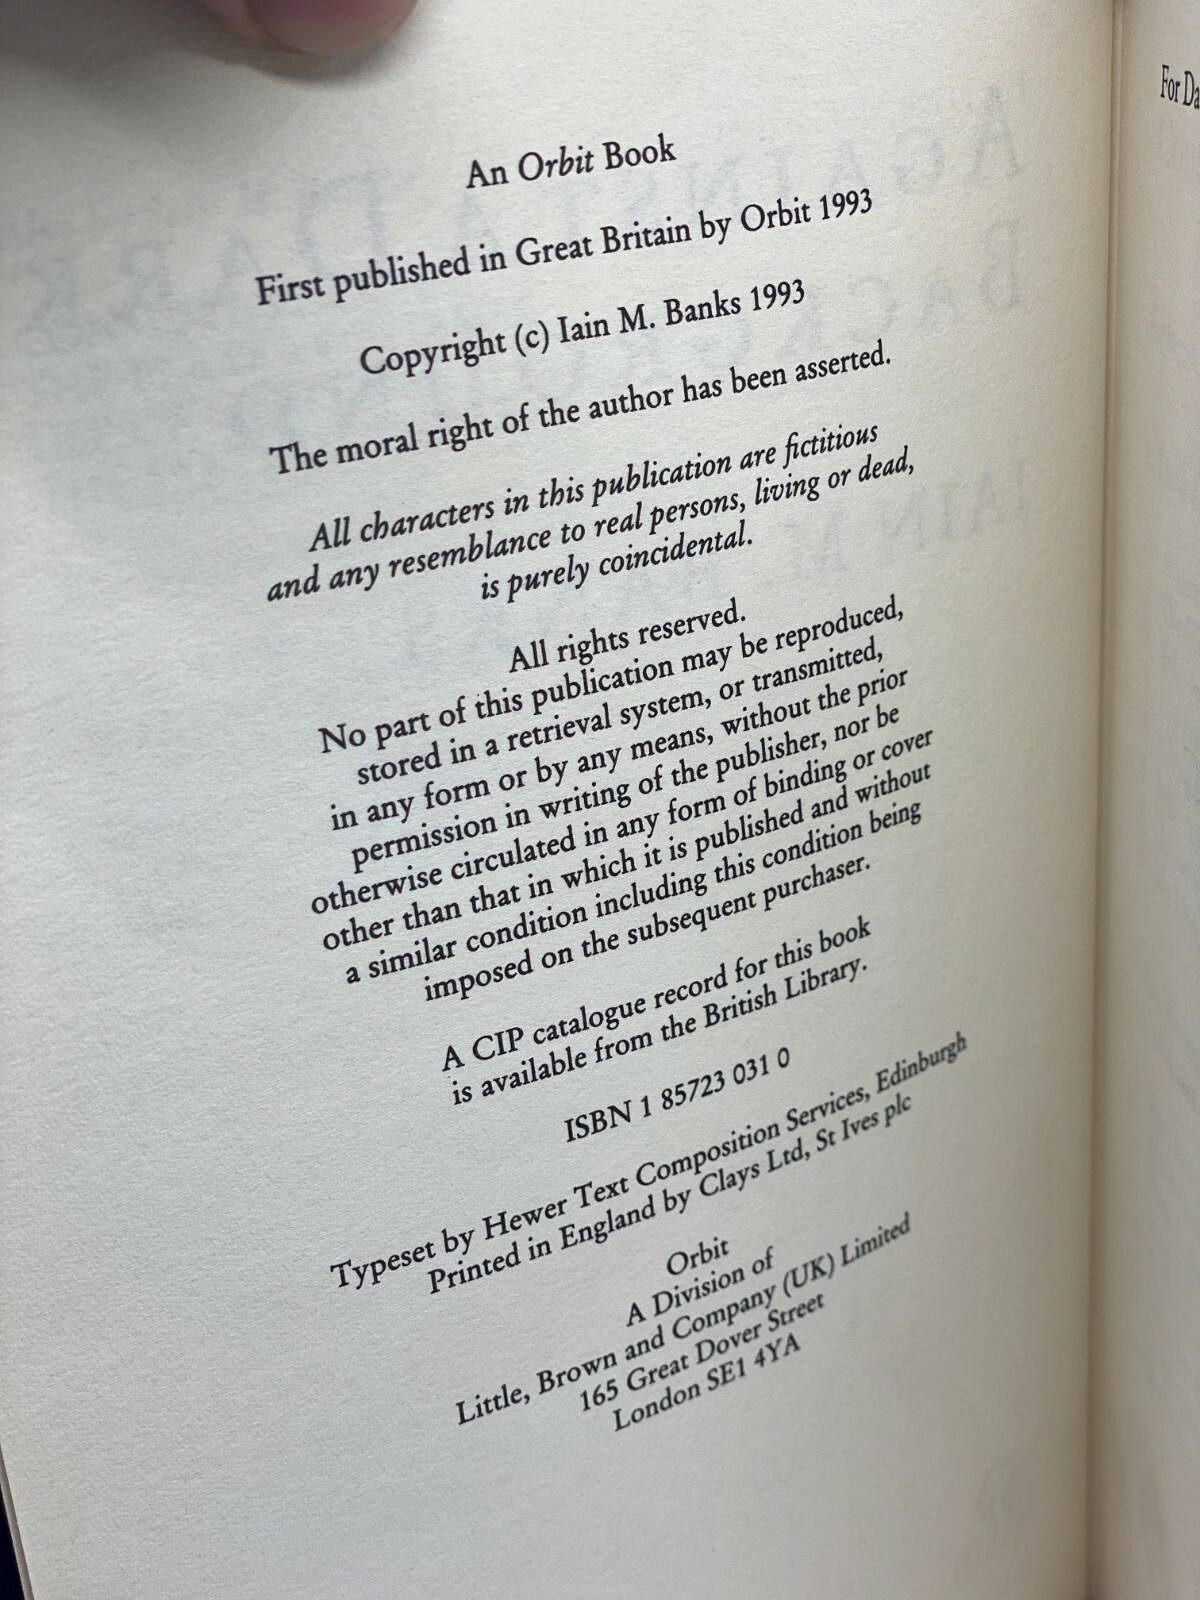 An Orbit Book
First published in Great Britain by Orbit 1993
Copyright (c) Iain M. Banks 1993
The moral right of the author has been asserted.
All characters in this publication are fictitious
and any resemblance to real persons, living or dead,
is purely coincidental.
All rights reserved.
No part of this publication may be reproduced,
stored in a retrieval system, or transmitted,
in any form or by any means, without the prior
permission in writing of the publisher, nor be
otherwise circulated in any form of binding or cover
other than that in which it is published and without
a similar condition including this condition being
imposed on the subsequent purchaser.
A CIP catalogue record for this book
is available from the British Library.
ISBN 1 85723 031 0
Typeset by Hewer Text Composition Services, Edinburgh
Printed in England by Clays Ltd, St Ives plc
Orbit
A Division of
Little, Brown and Company (UK) Limited
165 Great Dover Street
London SE1 4YA
For